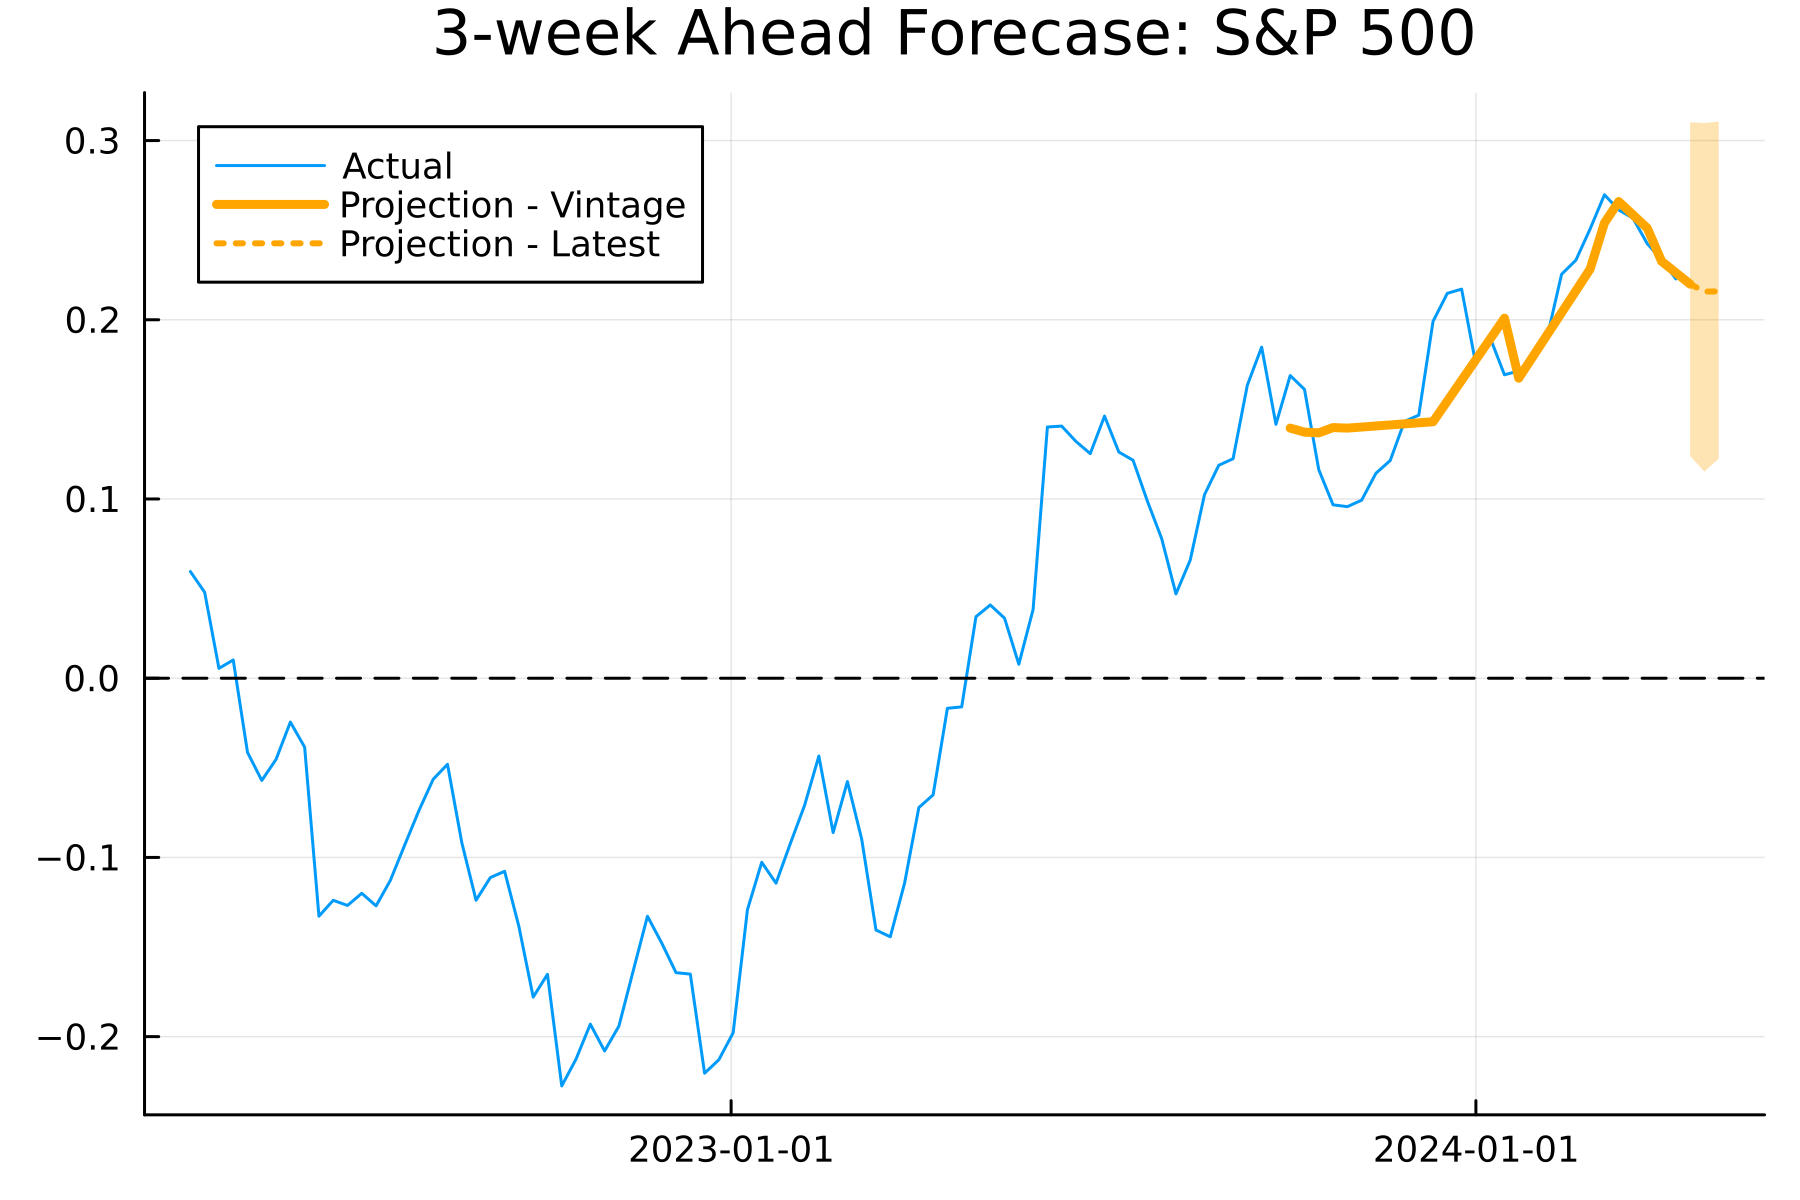 3-week Ahead Forecase: S&P 500
0.3
0.2
0.1
0.0
−0.1
−0.2
Actual
Projection - Vintage
Projection - Latest
2023-01-01
2024-01-01